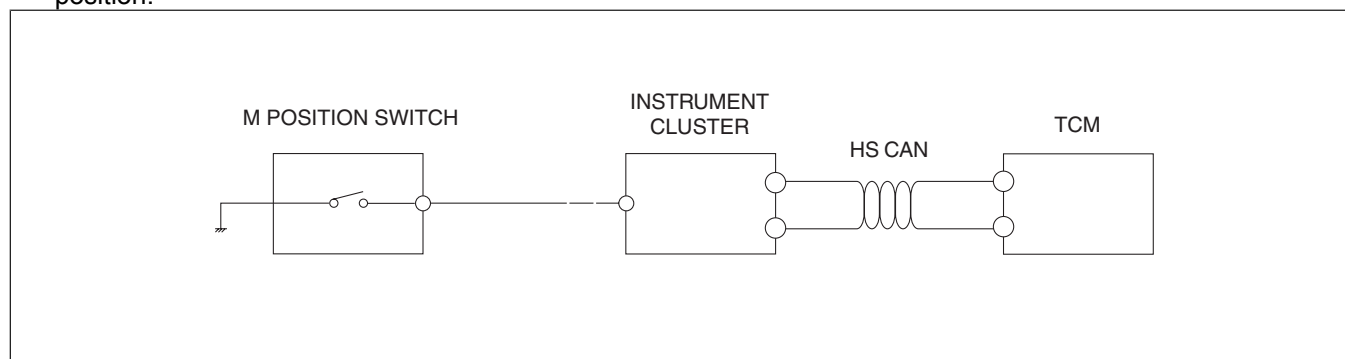 position.
M POSITION SWITCH
INSTRUMENT
CLUSTER
HS CAN
TCM